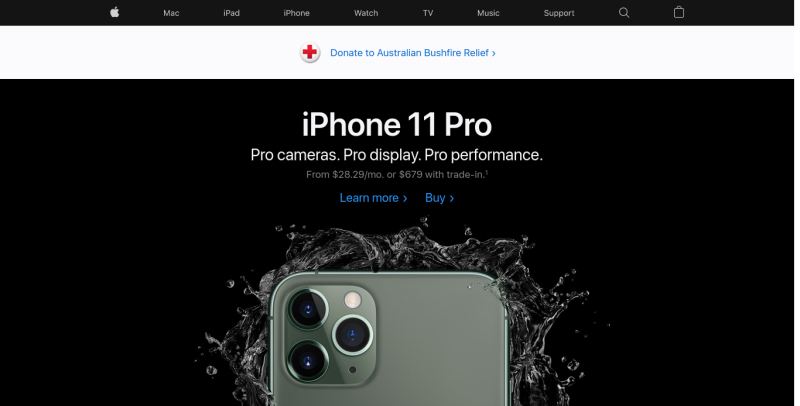 Mac iPad iPhone Watch TV Music Support
Donate to Australian Bushfire Relief ›
iPhone 11 Pro
Pro cameras. Pro display. Pro performance.
From $28.29/mo. or $679 with trade-in.¹
Learn more › Buy ›